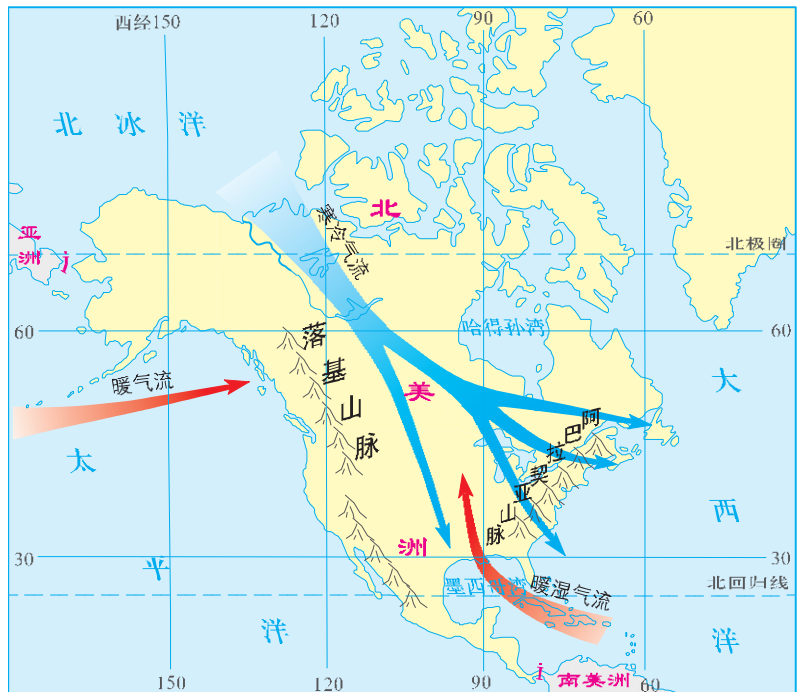 西经150
120
90
60
北冰洋
亚洲
j
北
寒冷气流
北极圈
60
哈得孙湾
60
落基山脉
暖气流
美
大西洋
太平洋
阿巴拉契亚山脉
洲
30
30
墨西哥湾
暖湿气流
北回归线
150
120
90
60
j
南美洲